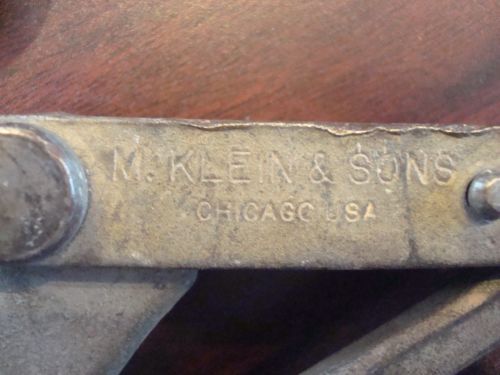 M. KLEIN & SONS
CHICAGO USA